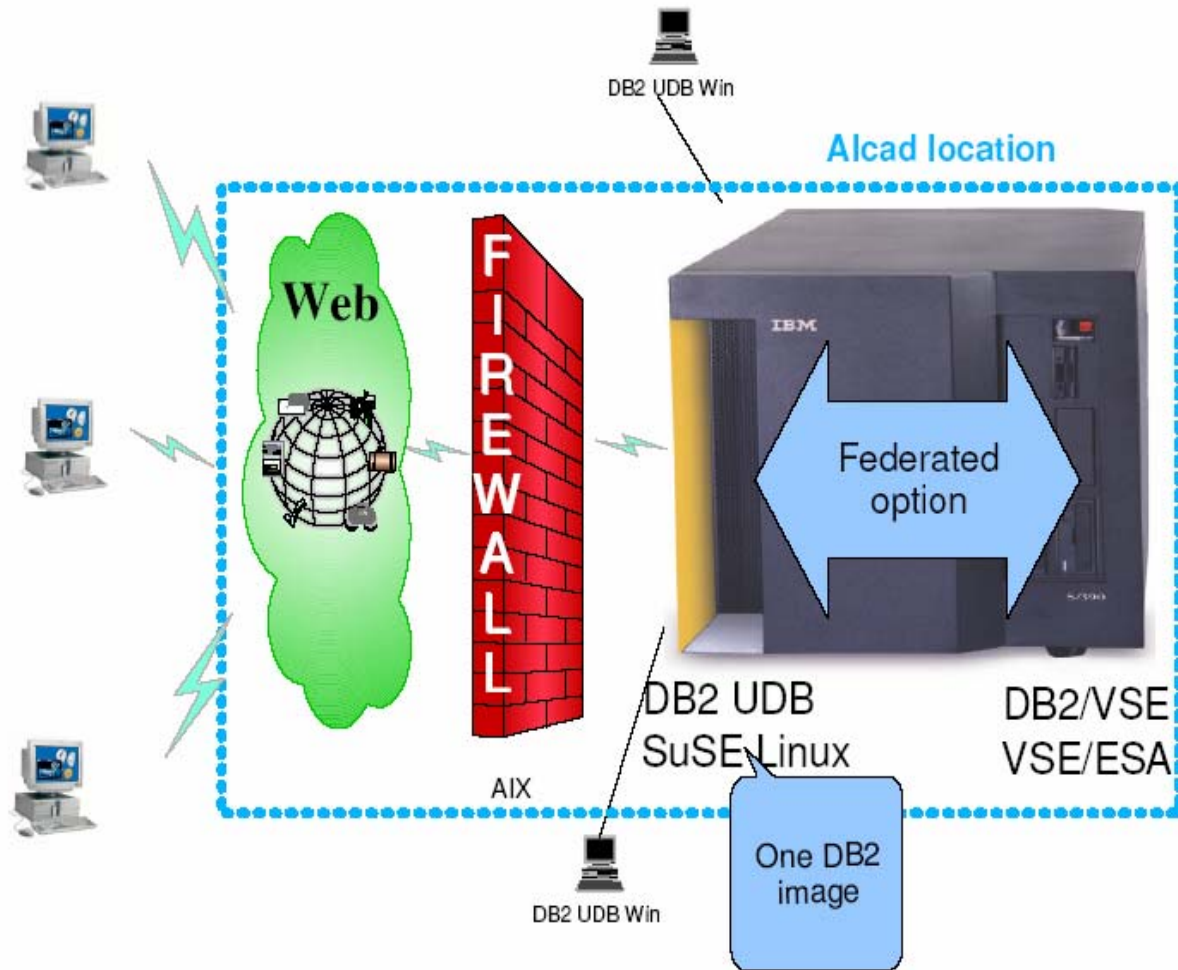 DB2 UDB Win
Alcad location
Web
FIREWALL
IBM
Federated
option
S/390
DB2 UDB
SuSE Linux
DB2/VSE
VSE/ESA
AIX
One DB2
image
DB2 UDB Win